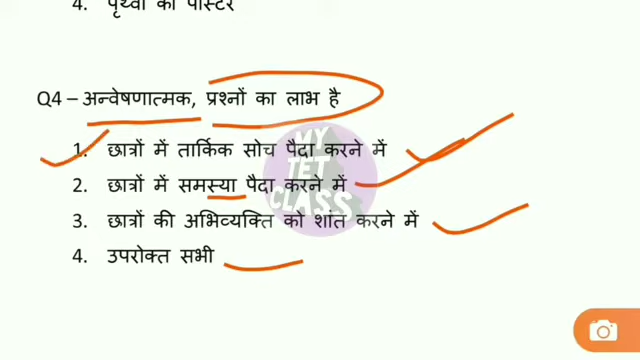 4. पृथ्वी का पोस्टर
Q4 – अन्वेषणात्मक, प्रश्नों का लाभ है
1. छात्रों में तार्किक सोच पैदा करने में
2. छात्रों में समस्या पैदा करने में
3. छात्रों की अभिव्यक्ति को शांत करने में
4. उपरोक्त सभी
MY
TET
CLASS